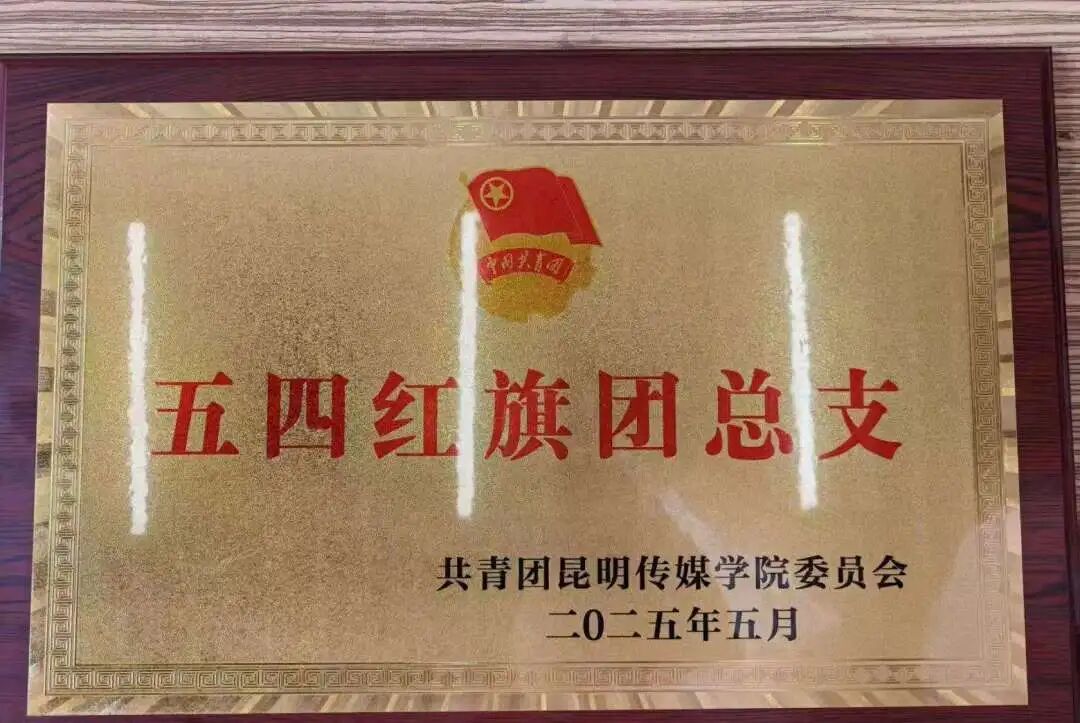 中国共青团
五四红旗团总支
共青团昆明传媒学院委员会
二0二五年五月